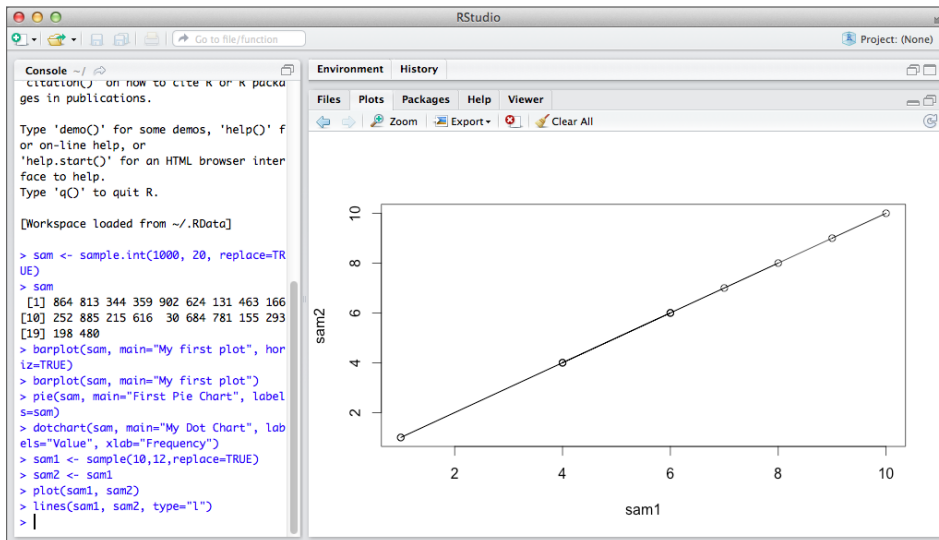 RStudio
Go to file/function
Project: (None)
Console ~/
'citation()' on how to cite R or R packa
ges in publications.
Type 'demo()' for some demos, 'help()' f
or on-line help, or
'help.start()' for an HTML browser inter
face to help.
Type 'q()' to quit R.
[Workspace loaded from ~/.RData]
> sam <- sample.int(1000, 20, replace=TR
UE)
> sam
[1] 864 813 344 359 902 624 131 463 166
[10] 252 885 215 616 30 684 781 155 293
[19] 198 480
> barplot(sam, main="My first plot", hor
iz=TRUE)
> barplot(sam, main="My first plot")
> pie(sam, main="First Pie Chart", label
s=sam)
> dotchart(sam, main="My Dot Chart", lab
els="Value", xlab="Frequency")
> sam1 <- sample(10,12,replace=TRUE)
> sam2 <- sam1
> plot(sam1, sam2)
> lines(sam1, sam2, type="l")
>
Environment History
Files Plots Packages Help Viewer
Zoom Export Clear All
10
8
6
4
2
sam2
2 4 6 8 10
sam1